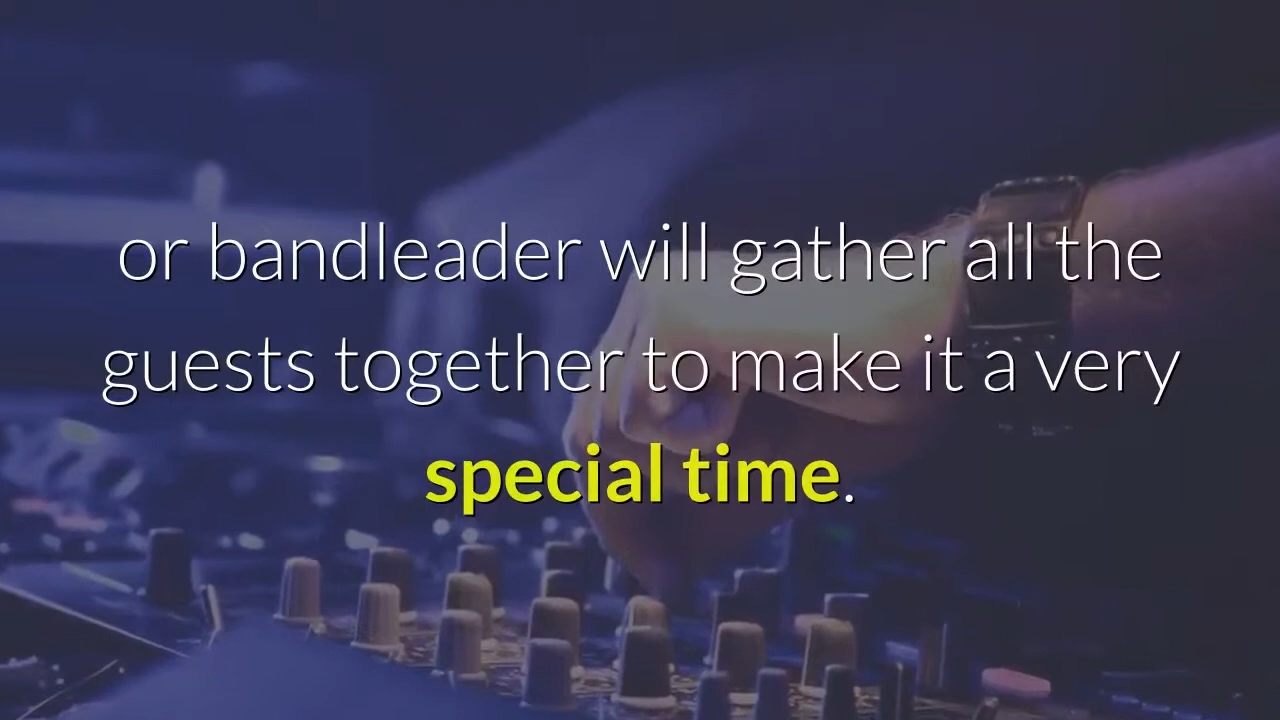 or bandleader will gather all the
guests together to make it a very
special time.